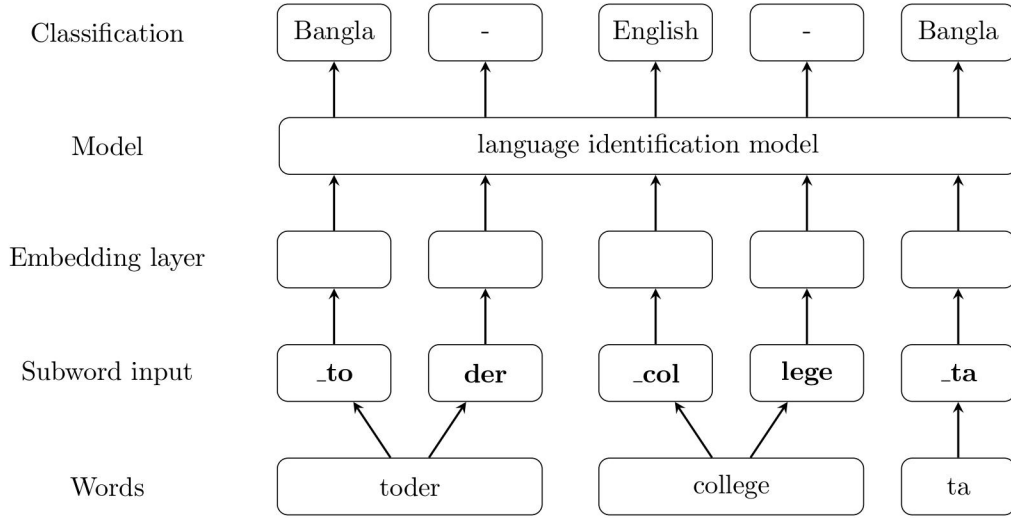 Classification Bangla - English - Bangla
Model language identification model
Embedding layer
Subword input _to der _col lege _ta
Words toder college ta